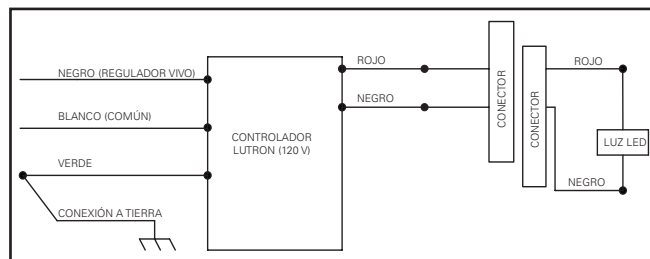 NEGRO (REGULADOR VIVO)
BLANCO (COMÚN)
VERDE
CONEXIÓN A TIERRA
CONTROLADOR
LUTRON (120 V)
ROJO
NEGRO
CONECTOR
CONECTOR
ROJO
LUZ LED
NEGRO